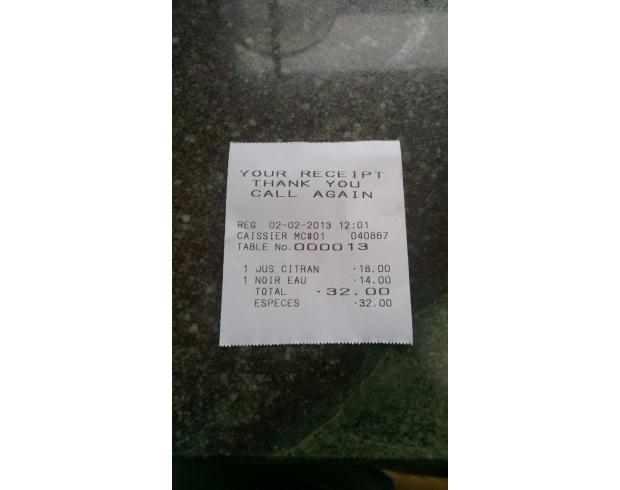 YOUR RECEIPT
THANK YOU
CALL AGAIN
REG 02-02-2013 12:01
CAISSIER MC#01 040867
TABLE No.000013
1 JUS CITRAN ·18.00
1 NOIR EAU ·14.00
TOTAL ·32.00
ESPECES ·32.00